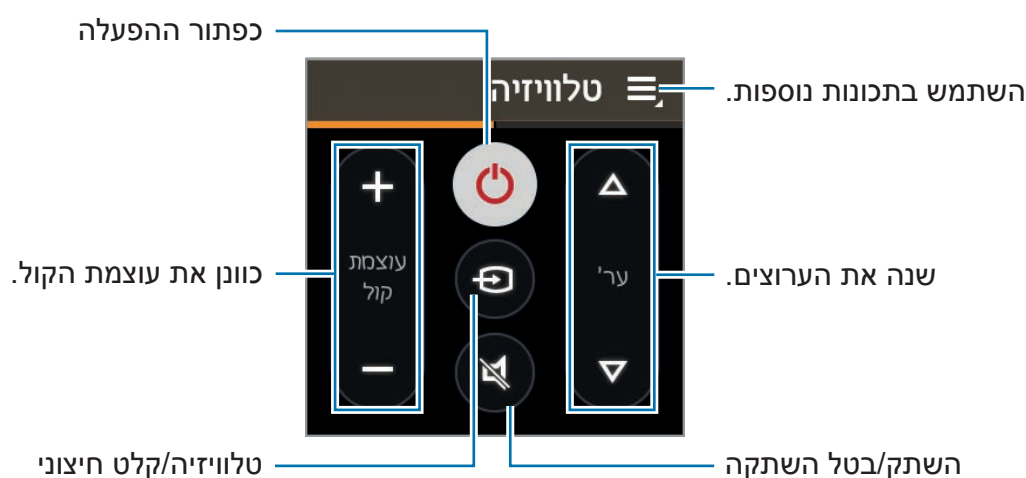 כפתור ההפעלה
טלוויזיה
השתמש בתכונות נוספות.
עוצמת
קול
ער'
שנה את הערוצים.
כוונן את עוצמת הקול.
השתק/בטל השתקה
טלוויזיה/קלט חיצוני